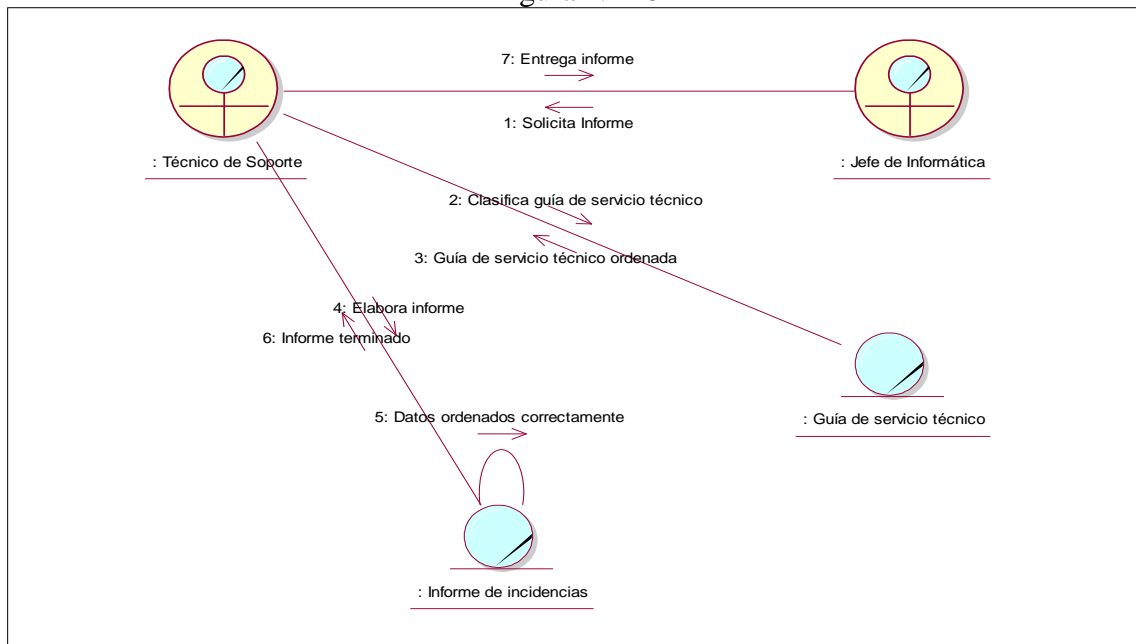 7: Entrega informe
1: Solicita Informe
: Técnico de Soporte
: Jefe de Informática
2: Clasifica guía de servicio técnico
3: Guía de servicio técnico ordenada
4: Elabora informe
6: Informe terminado
5: Datos ordenados correctamente
: Guía de servicio técnico
: Informe de incidencias